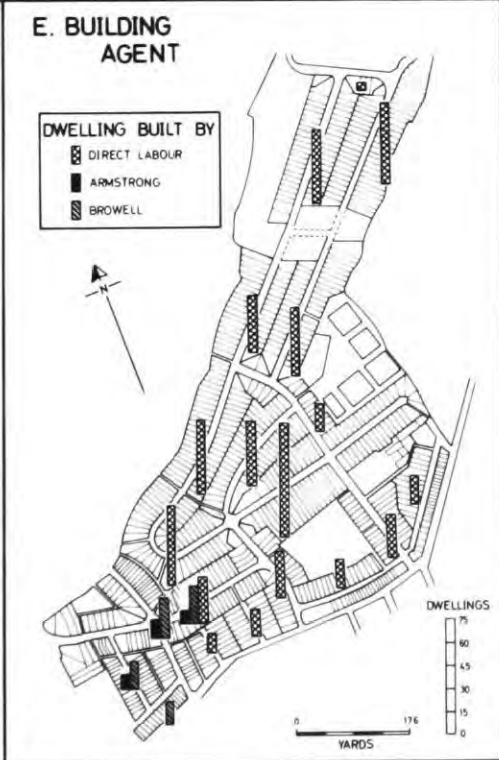 E. BUILDING
AGENT
DWELLING BUILT BY
DIRECT LABOUR
ARMSTRONG
BROWELL
N
DWELLINGS
75
60
45
30
15
0
0 176
YARDS